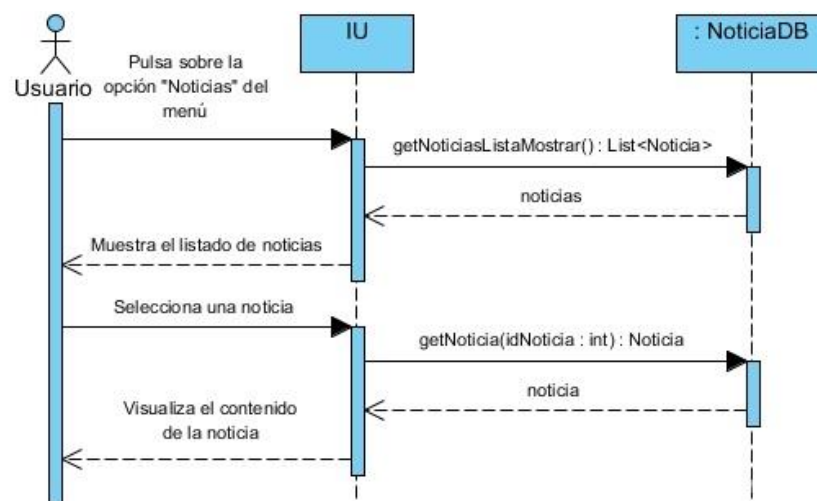 IU
: NoticiaDB
Usuario
Pulsa sobre la
opción "Noticias" del
menú
getNoticiasListaMostrar() : List<Noticia>
noticias
Muestra el listado de noticias
Selecciona una noticia
getNoticia(idNoticia : int) : Noticia
noticia
Visualiza el contenido
de la noticia